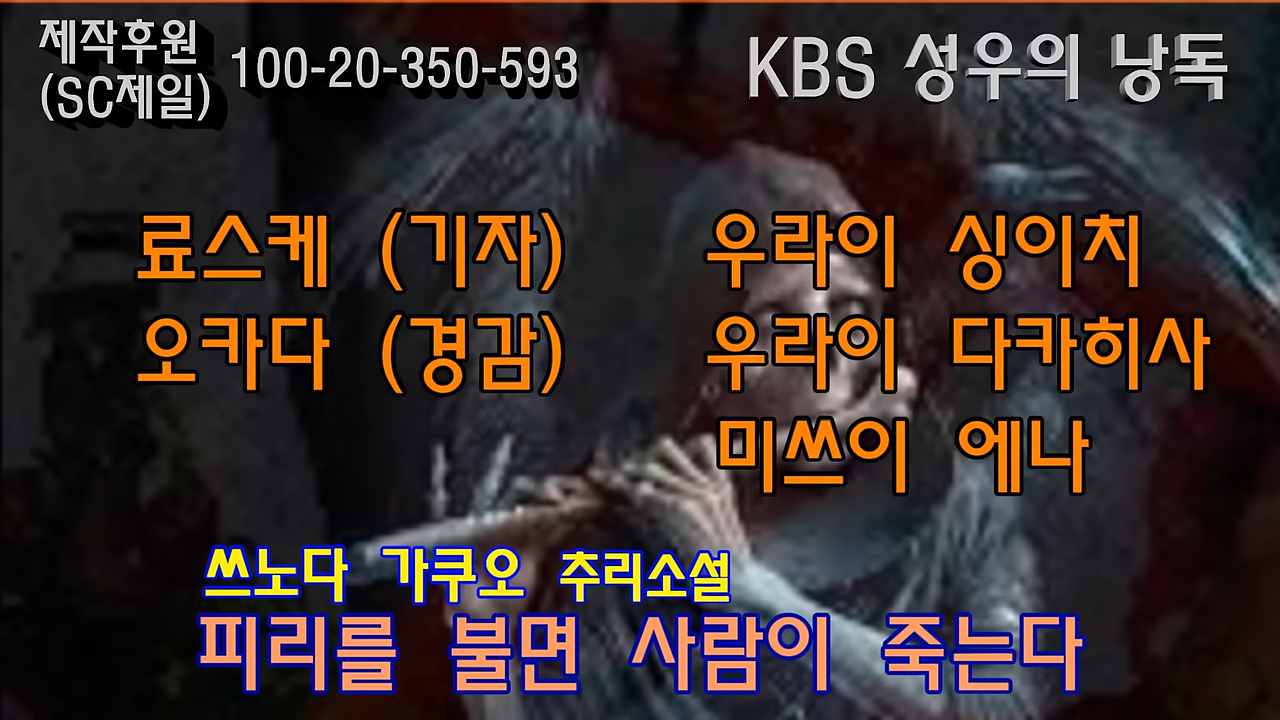 제작후원
(SC제일)
100-20-350-593
KBS 성우의 낭독
료스케 (기자)
우라이 싱이치
오카다 (경감)
우라이 다카히사
미쓰이 에나
쓰노다 가쿠오 추리소설
피리를 불면 사람이 죽는다